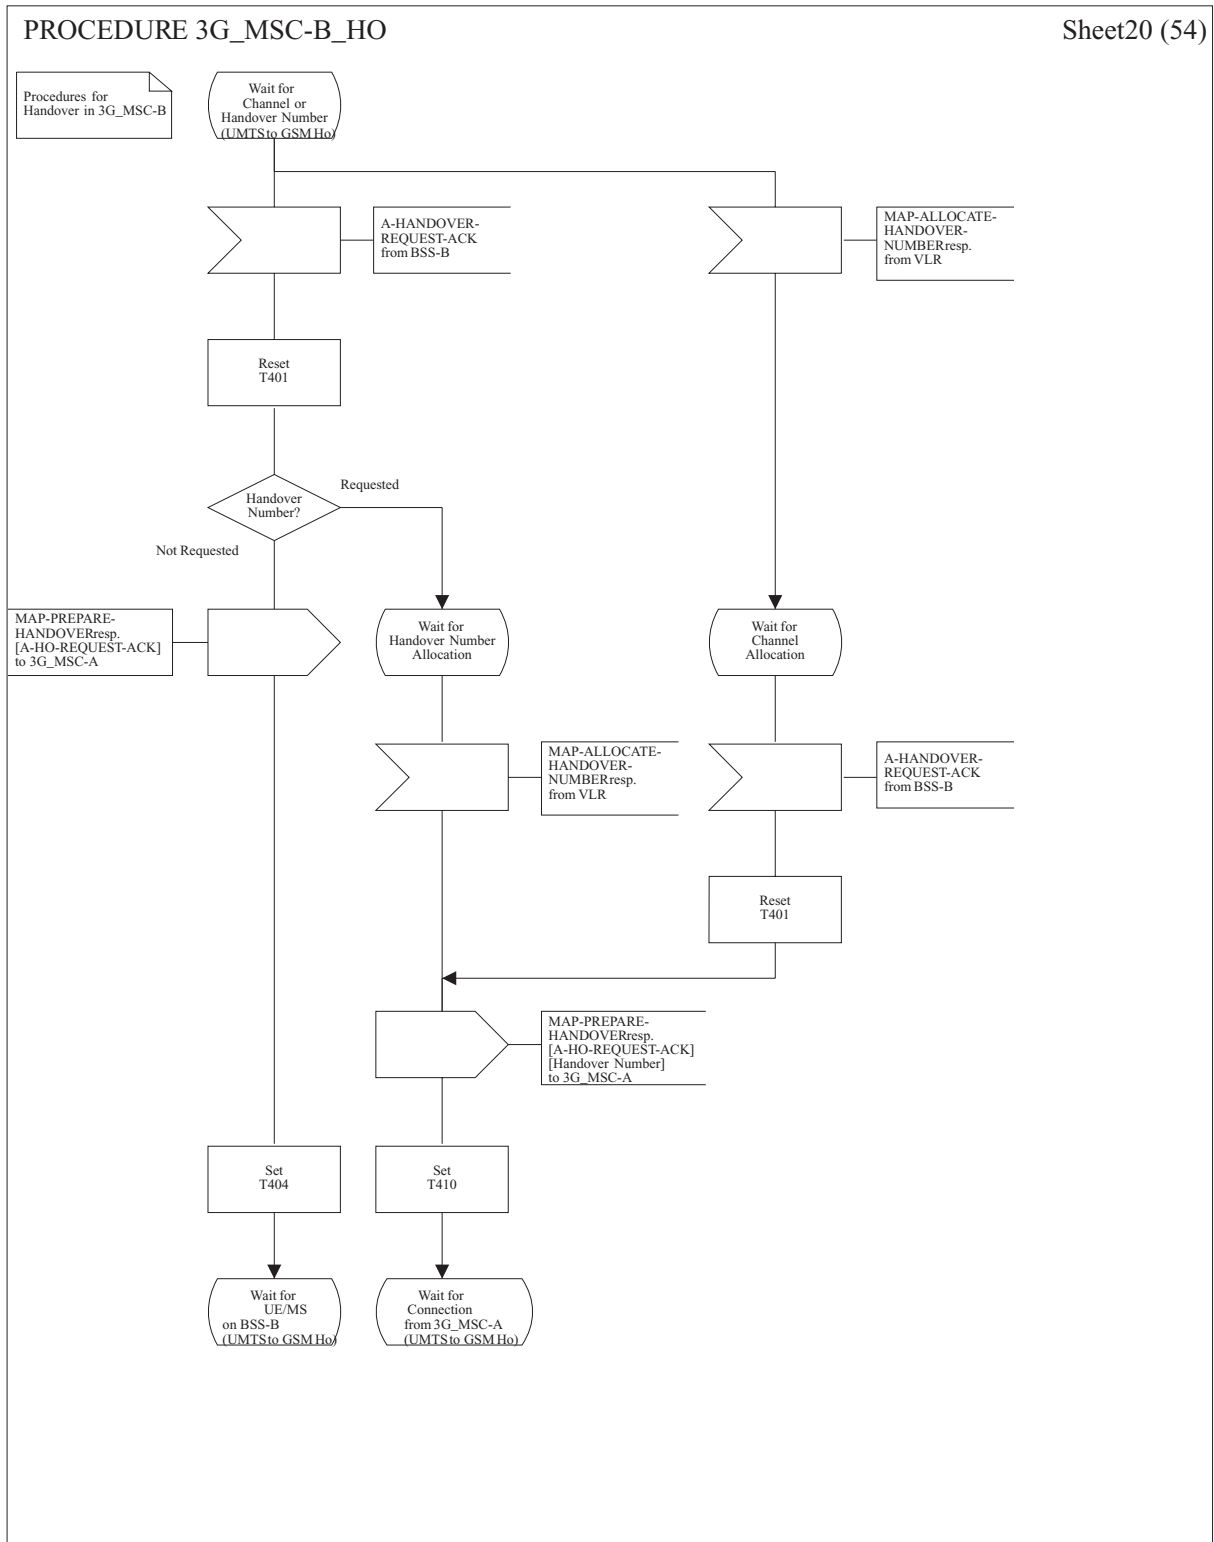 PROCEDURE 3G_MSC-B_HO
Sheet20 (54)
Procedures for
Handover in 3G_MSC-B
Wait for
Channel or
Handover Number
(UMTS to GSM Ho)
A-HANDOVER-
REQUEST-ACK
from BSS-B
MAP-ALLOCATE-
HANDOVER-
NUMBERresp.
from VLR
Reset
T401
Handover
Number?
Requested
Not Requested
MAP-PREPARE-
HANDOVERresp.
[A-HO-REQUEST-ACK]
to 3G_MSC-A
Wait for
Handover Number
Allocation
Wait for
Channel
Allocation
MAP-ALLOCATE-
HANDOVER-
NUMBERresp.
from VLR
A-HANDOVER-
REQUEST-ACK
from BSS-B
Reset
T401
MAP-PREPARE-
HANDOVERresp.
[A-HO-REQUEST-ACK]
[Handover Number]
to 3G_MSC-A
Set
T404
Set
T410
Wait for
UE/MS
on BSS-B
(UMTS to GSM Ho)
Wait for
Connection
from 3G_MSC-A
(UMTS to GSM Ho)